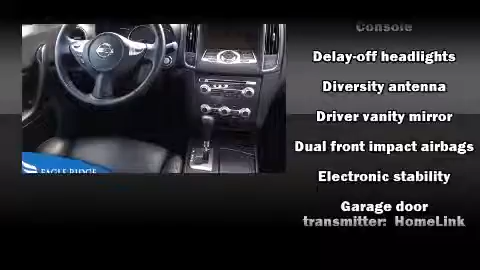 Console
Delay-off headlights
Diversity antenna
Driver vanity mirror
Dual front impact airbags
Electronic stability
Garage door
transmitter: HomeLink
EAGLE RIDGE